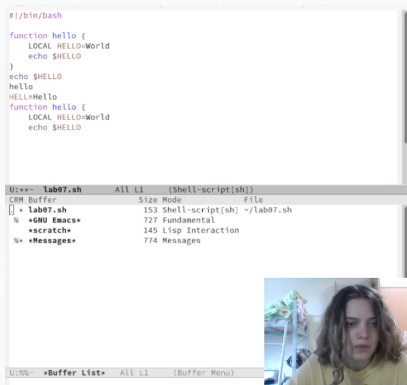 #!/bin/bash
function hello {
LOCAL HELLO=World
echo $HELLO
}
echo $HELLO
hello
HELL=Hello
function hello {
LOCAL HELLO=World
echo $HELLO
U:**- lab07.sh All L1 (Shell-script[sh])
CRM Buffer Size Mode File
. * lab07.sh 153 Shell-script[sh] ~/lab07.sh
% *GNU Emacs* 727 Fundamental
*scratch* 145 Lisp Interaction
%* *Messages* 774 Messages
U:%%- *Buffer List* All L1 (Buffer Menu)